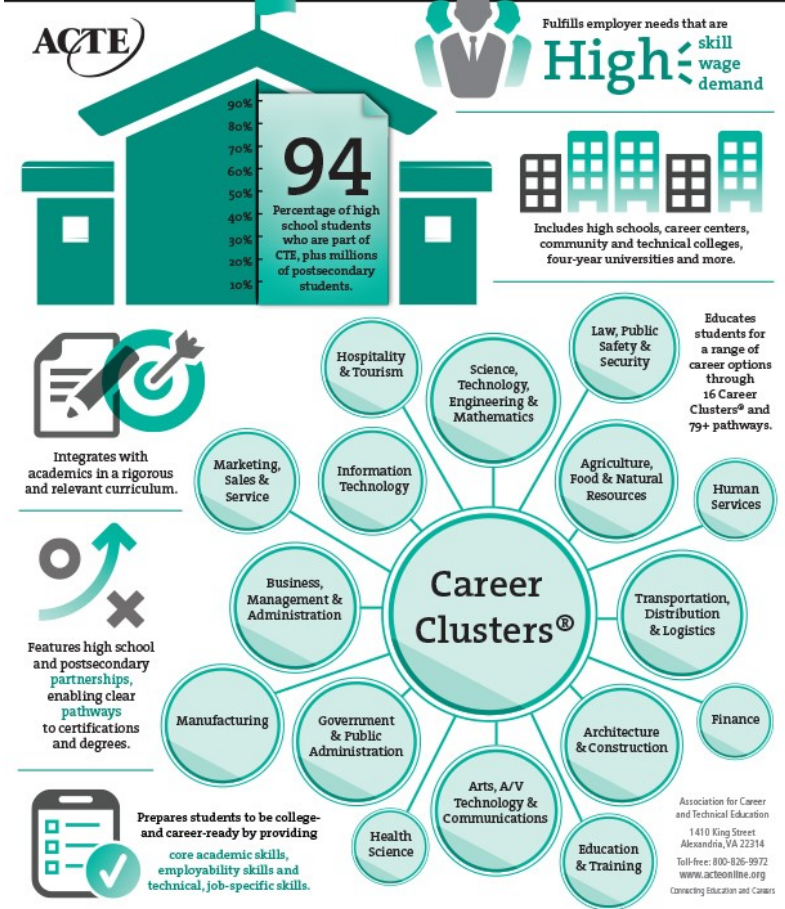 ACTE
Fulfills employer needs that are
High
skill
wage
demand
90%
80%
70%
60%
50%
40%
30%
20%
10%
94
Percentage of high
school students
who are part of
CTE, plus millions
of postsecondary
students.
Includes high schools, career centers,
community and technical colleges,
four-year universities and more.
Integrates with
academics in a rigorous
and relevant curriculum.
Hospitality
& Tourism
Science,
Technology,
Engineering &
Mathematics
Law, Public
Safety &
Security
Educates
students for
a range of
career options
through
16 Career
Clusters® and
79+ pathways.
Marketing,
Sales &
Service
Information
Technology
Agriculture,
Food & Natural
Resources
Human
Services
Features high school
and postsecondary
partnerships,
enabling clear
pathways
to certifications
and degrees.
Business,
Management &
Administration
Career
Clusters®
Transportation,
Distribution
& Logistics
Manufacturing
Government
& Public
Administration
Architecture
& Construction
Finance
Prepares students to be college-
and career-ready by providing
core academic skills,
employability skills and
technical, job-specific skills.
Health
Science
Arts, A/V
Technology &
Communications
Education
& Training
Association for Career
and Technical Education
1410 King Street
Alexandria, VA 22314
Toll-free: 800-826-9972
www.acteonline.org
Connecting Education and Careers